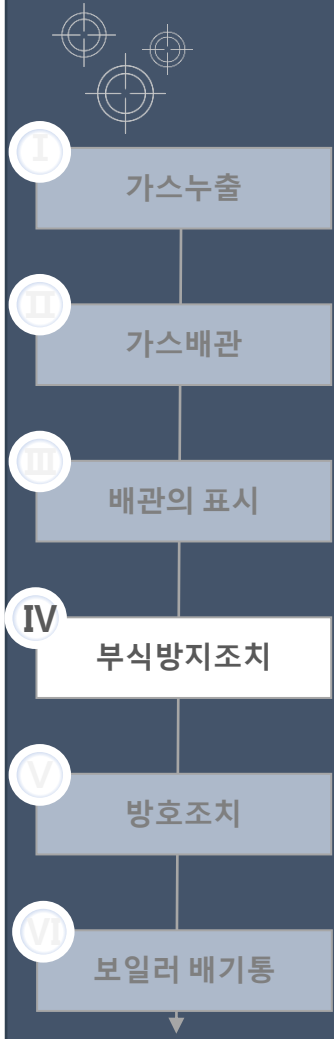 I
가스누출
II
가스배관
III
배관의 표시
IV
부식방지조치
V
방호조치
VI
보일러 배기통